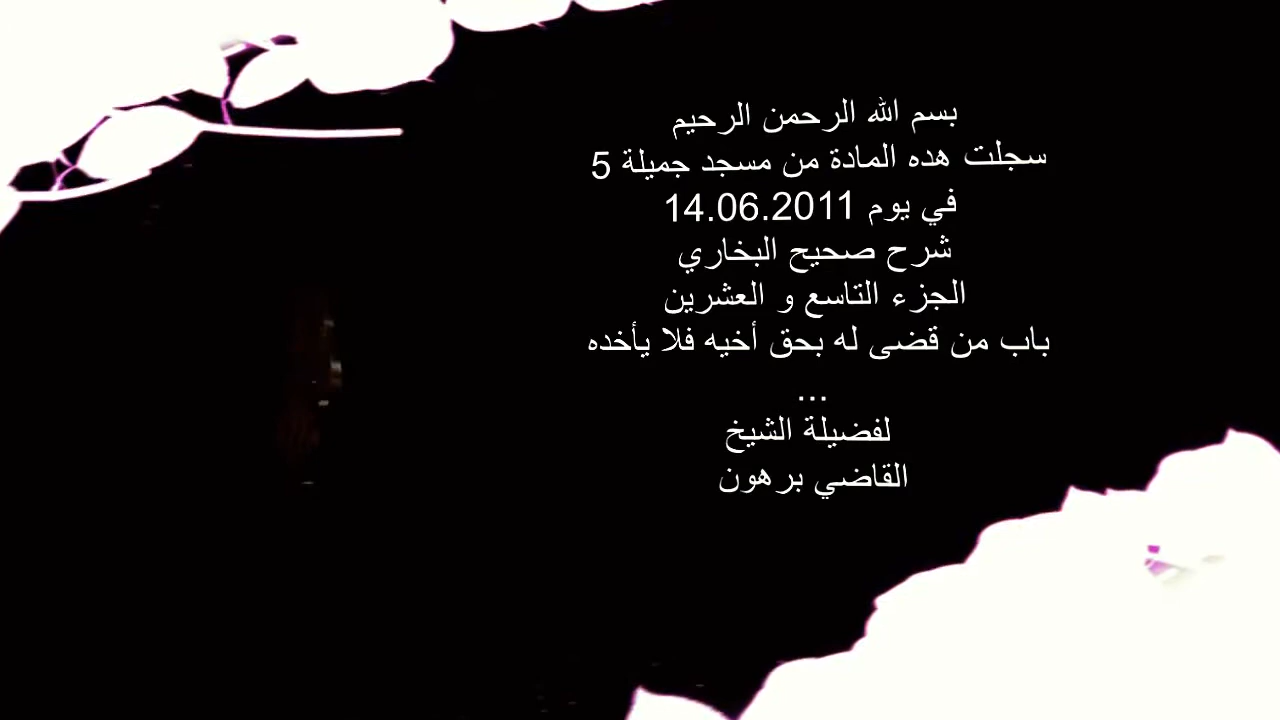 بسم الله الرحمن الرحيم
سجلت هده المادة من مسجد جميلة 5
في يوم 14.06.2011
شرح صحيح البخاري
الجزء التاسع و العشرين
باب من قضى له بحق أخيه فلا يأخده
...
لفضيلة الشيخ
القاضي برهون